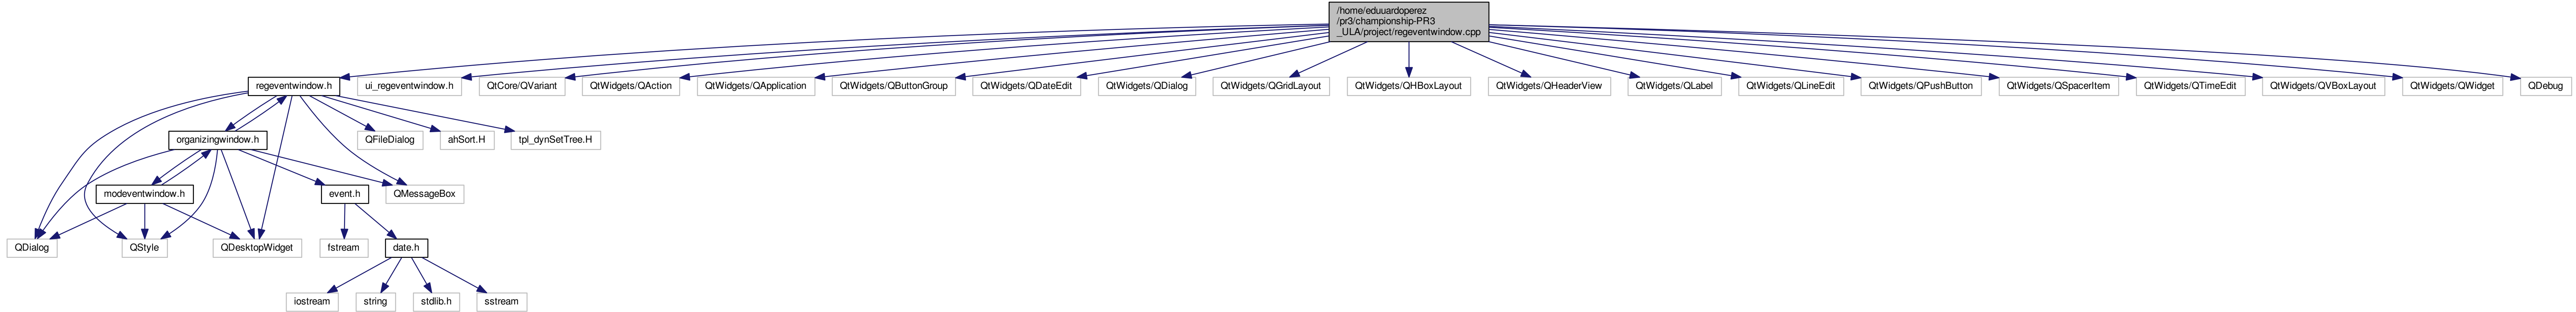 /home/eduuardoperez
/pr3/championship-PR3
_ULA/project/regeventwindow.cpp
regeventwindow.h
ui_regeventwindow.h
QtCore/QVariant
QtWidgets/QAction
QtWidgets/QApplication
QtWidgets/QButtonGroup
QtWidgets/QDateEdit
QtWidgets/QDialog
QtWidgets/QGridLayout
QtWidgets/QHBoxLayout
QtWidgets/QHeaderView
QtWidgets/QLabel
QtWidgets/QLineEdit
QtWidgets/QPushButton
QtWidgets/QSpacerItem
QtWidgets/QTimeEdit
QtWidgets/QVBoxLayout
QtWidgets/QWidget
QDebug
organizingwindow.h
QFileDialog
ahSort.H
tpl_dynSetTree.H
modeventwindow.h
event.h
QMessageBox
QDialog
QStyle
QDesktopWidget
fstream
date.h
iostream
string
stdlib.h
sstream